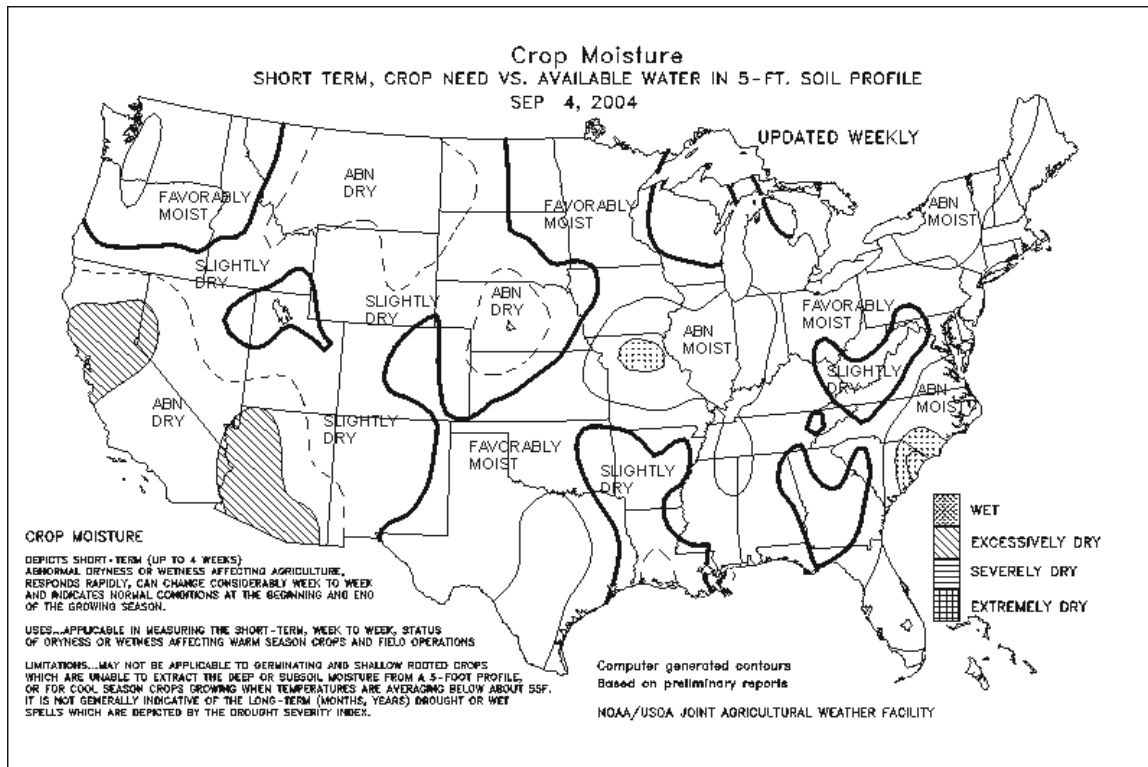 Crop Moisture
SHORT TERM, CROP NEED VS. AVAILABLE WATER IN 5-FT. SOIL PROFILE
SEP 4, 2004
UPDATED WEEKLY
ABN
DRY
FAVORABLY
MOIST
FAVORABLY
MOIST
ABN
MOIST
SLIGHTLY
DRY
SLIGHTLY
DRY
ABN
DRY
ABN
MOIST
FAVORABLY
MOIST
SLIGHTLY
DRY
ABN
MOIST
ABN
DRY
SLIGHTLY
DRY
FAVORABLY
MOIST
SLIGHTLY
DRY
WET
EXCESSIVELY DRY
SEVERELY DRY
EXTREMELY DRY
CROP MOISTURE
DEPICTS SHORT-TERM (UP TO 4 WEEKS)
ABNORMAL DRYNESS OR WETNESS AFFECTING AGRICULTURE,
RESPONDS RAPIDLY, CAN CHANGE CONSIDERABLY WEEK TO WEEK
AND INDICATES NORMAL CONDITIONS AT THE BEGINNING AND END
OF THE GROWING SEASON.
USES...APPLICABLE IN MEASURING THE SHORT-TERM, WEEK TO WEEK, STATUS
OF DRYNESS OR WETNESS AFFECTING WARM SEASON CROPS AND FIELD OPERATIONS
LIMITATIONS...MAY NOT BE APPLICABLE TO GERMINATING AND SHALLOW ROOTED CROPS
WHICH ARE UNABLE TO EXTRACT THE DEEP OR SUBSOIL MOISTURE FROM A 5-FOOT PROFILE,
OR FOR COOL SEASON CROPS GROWING WHEN TEMPERATURES ARE AVERAGING BELOW ABOUT 55F.
IT IS NOT GENERALLY INDICATIVE OF THE LONG-TERM (MONTHS, YEARS) DROUGHT OR WET
SPELLS WHICH ARE DEPICTED BY THE DROUGHT SEVERITY INDEX.
Computer generated contours
Based on preliminary reports
NOAA/USDA JOINT AGRICULTURAL WEATHER FACILITY